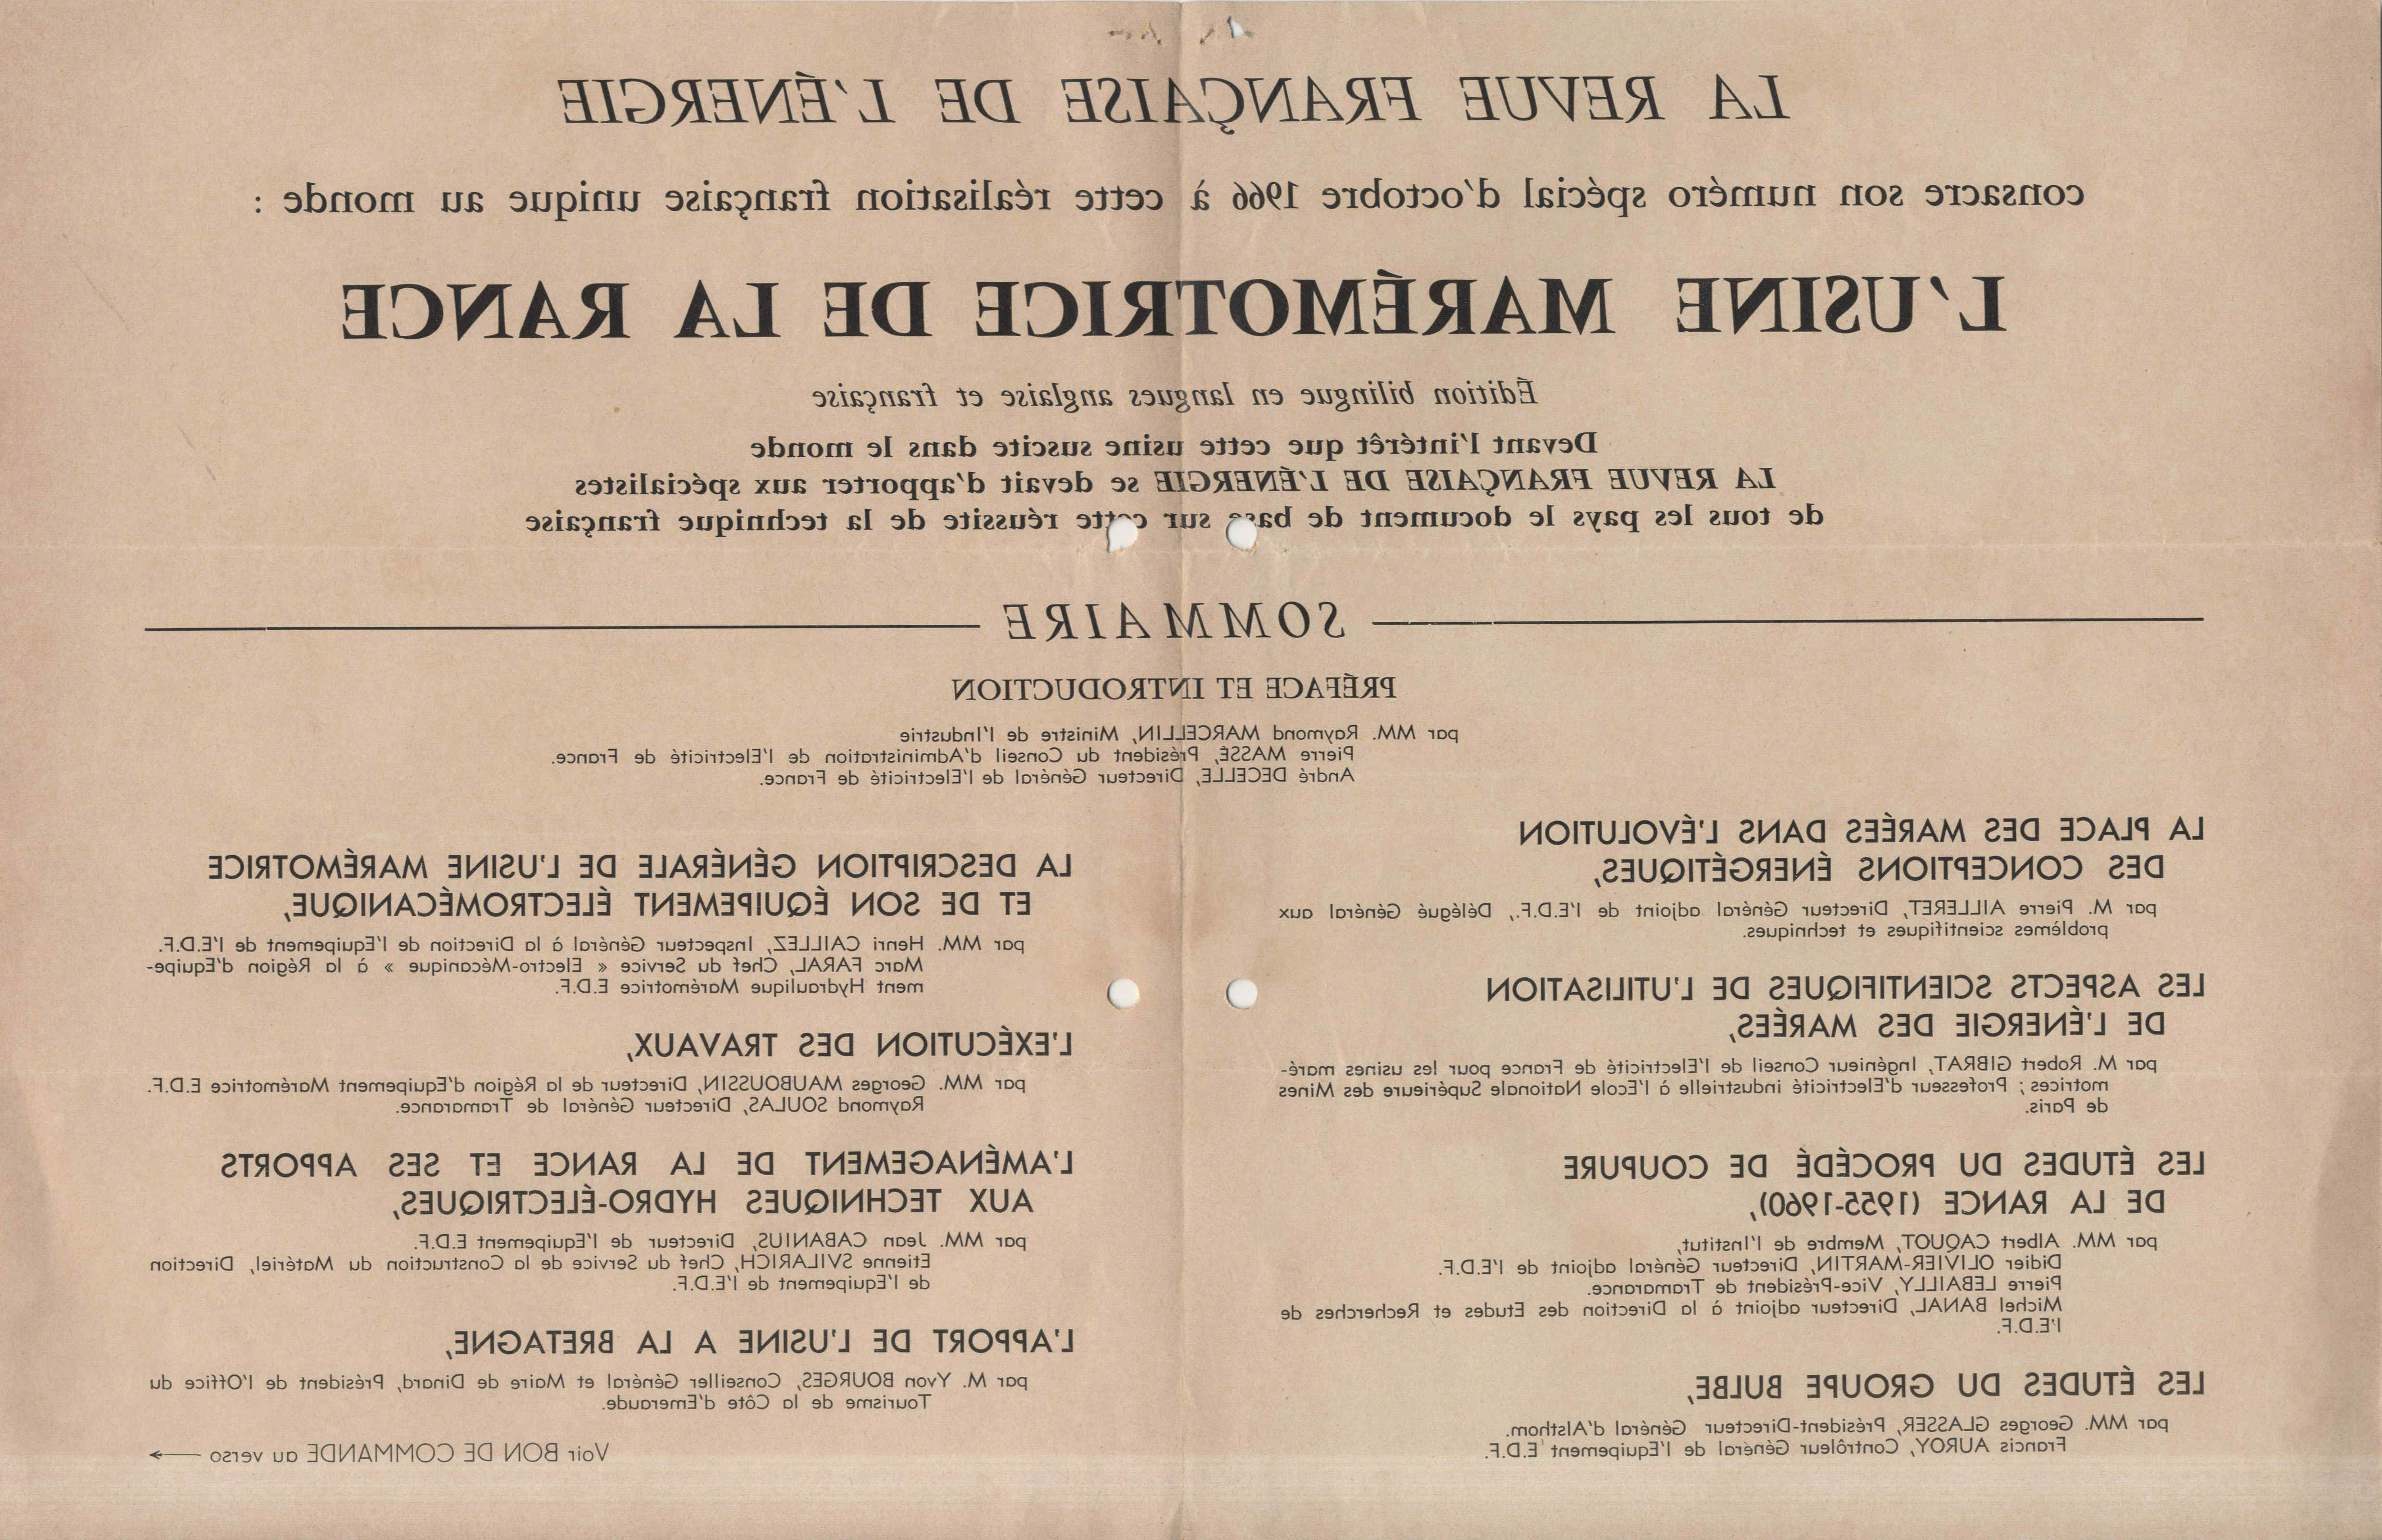 LA REVUE FRANÇAISE DE L'ÉNERGIE
consacre son numéro spécial d'octobre 1966 à cette réalisation française unique au monde :
L'USINE MARÉMOTRICE DE LA RANCE
Édition bilingue en langues anglaise et française
Devant l'intérêt que cette usine suscite dans le monde
LA REVUE FRANÇAISE DE L'ÉNERGIE se devait d'apporter aux spécialistes
de tous les pays le document de base sur cette réussite de la technique française
SOMMAIRE
PRÉFACE ET INTRODUCTION
par MM. Raymond MARCELLIN, Ministre de l'Industrie
Pierre MASSÉ, Président du Conseil d'Administration de l'Electricité de France.
André DECELLE, Directeur Général de l'Electricité de France.
LA PLACE DES MARÉES DANS L'ÉVOLUTION
DES CONCEPTIONS ÉNERGÉTIQUES,
par M. Pierre AILLERET, Directeur Général adjoint de l'E.D.F., Délégué Général aux
problèmes scientifiques et techniques.
LES ASPECTS SCIENTIFIQUES DE L'UTILISATION
DE L'ÉNERGIE DES MARÉES,
par M. Robert GIBRAT, Ingénieur Conseil de l'Electricité de France pour les usines maré-
motrices ; Professeur d'Electricité industrielle à l'Ecole Nationale Supérieure des Mines
de Paris.
LES ÉTUDES DU PROCÉDÉ DE COUPURE
DE LA RANCE (1955-1960),
par MM. Albert CAQUOT, Membre de l'Institut,
Didier OLIVIER-MARTIN, Directeur Général adjoint de l'E.D.F.
Pierre LEBAILLY, Vice-Président de Tramarance.
Michel BANAL, Directeur adjoint à la Direction des Etudes et Recherches de
l'E.D.F.
LES ÉTUDES DU GROUPE BULBE,
par MM. Georges GLASSER, Président-Directeur Général d'Alsthom.
Francis AUROY, Contrôleur Général de l'Equipement E.D.F.
LA DESCRIPTION GÉNÉRALE DE L'USINE MARÉMOTRICE
ET DE SON ÉQUIPEMENT ÉLECTROMÉCANIQUE,
par MM. Henri CAILLEZ, Inspecteur Général à la Direction de l'Equipement de l'E.D.F.
Marc FARAL, Chef du Service « Electro-Mécanique » à la Région d'Equipe-
ment Hydraulique Marémotrice E.D.F.
L'EXÉCUTION DES TRAVAUX,
par MM. Georges MAUBOUSSIN, Directeur de la Région d'Equipement Marémotrice E.D.F.
Raymond SOULAS, Directeur Général de Tramarance.
L'AMÉNAGEMENT DE LA RANCE ET SES APPORTS
AUX TECHNIQUES HYDRO-ÉLECTRIQUES,
par MM. Jean CABANIUS, Directeur de l'Equipement E.D.F.
Etienne SVILARICH, Chef du Service de la Construction du Matériel, Direction
de l'Equipement de l'E.D.F.
L'APPORT DE L'USINE A LA BRETAGNE,
par M. Yvon BOURGES, Conseiller Général et Maire de Dinard, Président de l'Office du
Tourisme de la Côte d'Emeraude.
Voir BON DE COMMANDE au verso →